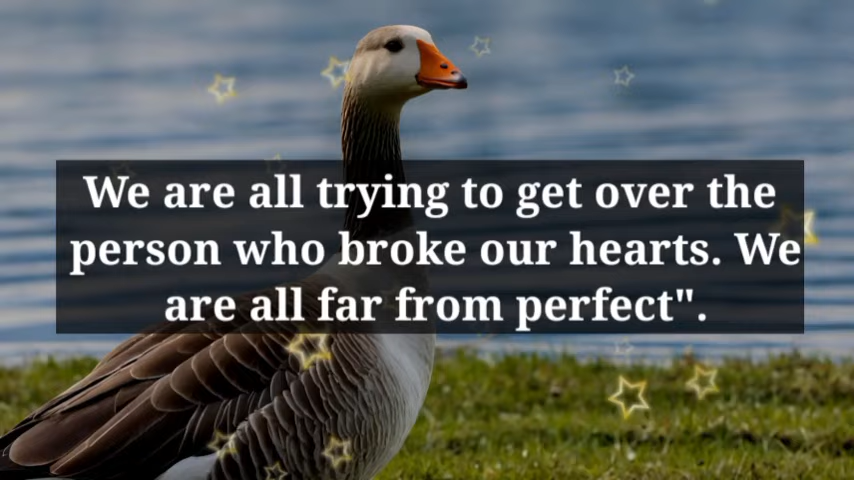 We are all trying to get over the
person who broke our hearts. We
are all far from perfect".